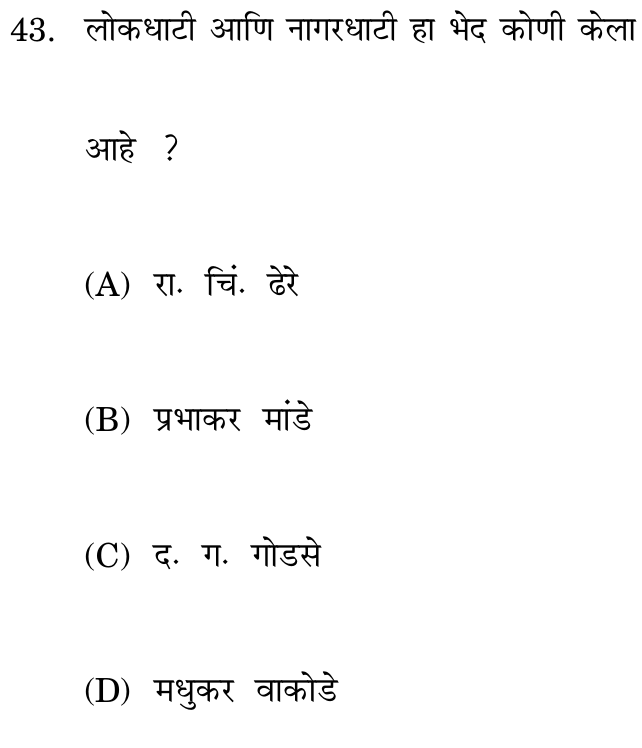 43. लोकधाटी आणि नागरधाटी हा भेद कोणी केला
आहे ?
(A) रा. चिं. ढेरे
(B) प्रभाकर मांडे
(C) द. ग. गोडसे
(D) मधुकर वाकोडे